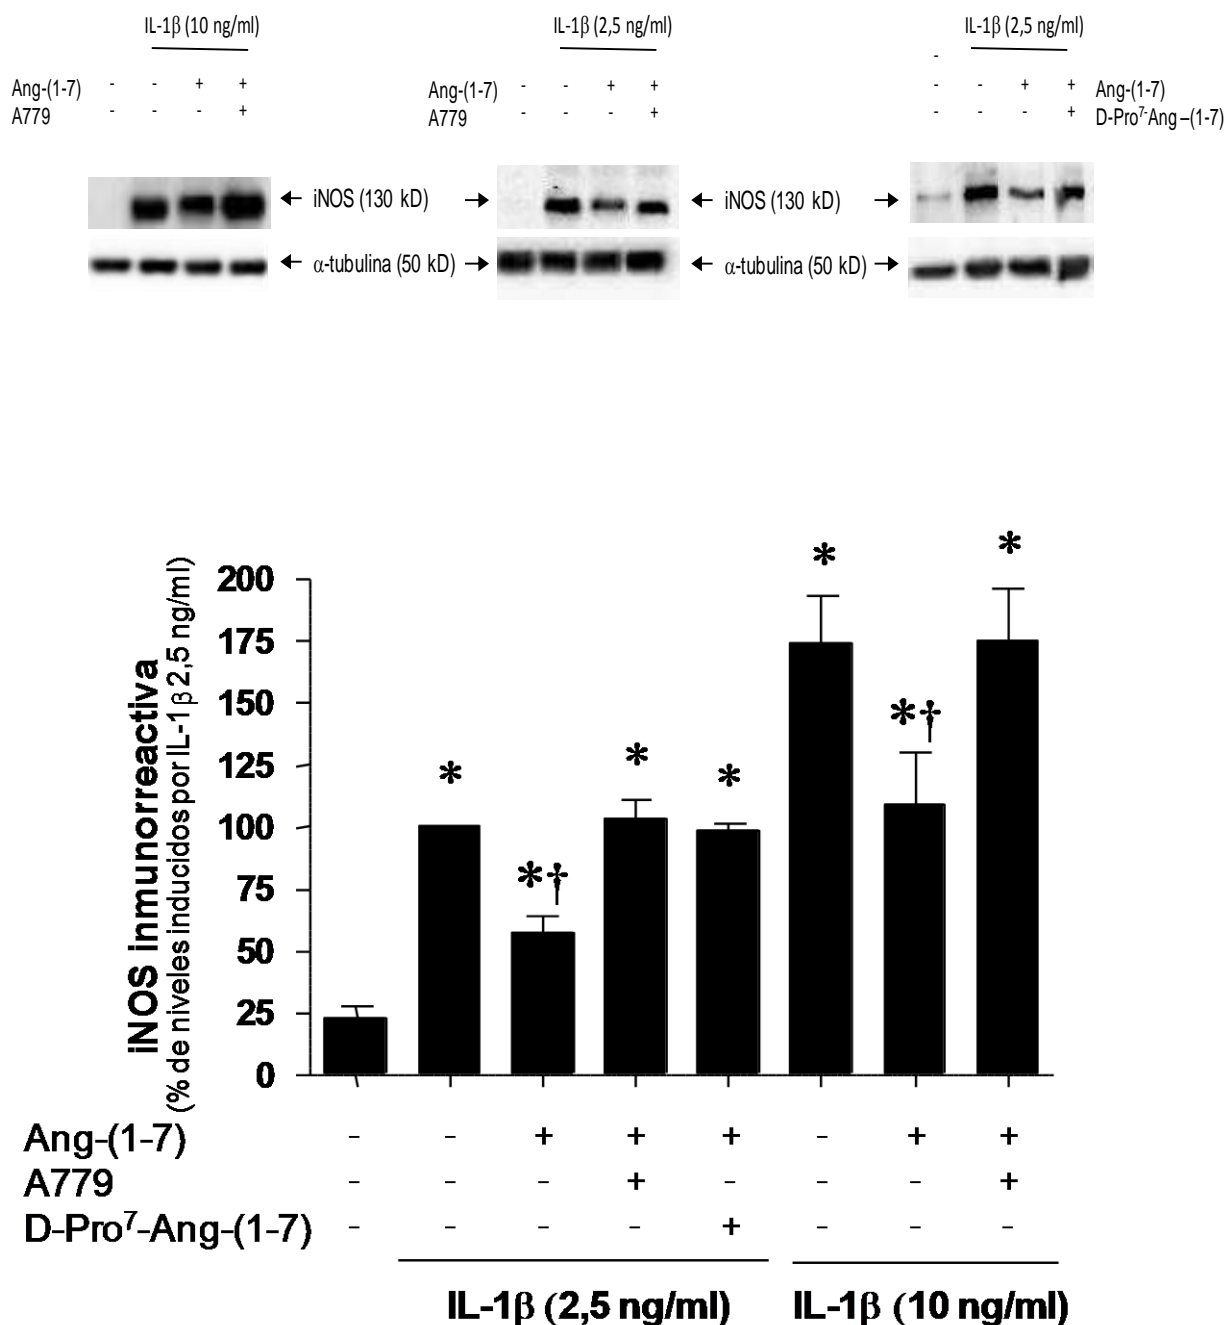 IL-1β (10 ng/ml)
Ang-(1-7) - - + +
A779 - - - +
IL-1β (2,5 ng/ml)
Ang-(1-7) - - + +
A779 - - - +
IL-1β (2,5 ng/ml)
-
- - + + Ang-(1-7)
- - - + D-Pro⁷-Ang–(1-7)
← iNOS (130 kD) →
← iNOS (130 kD) →
← α-tubulina (50 kD) →
← α-tubulina (50 kD) →
iNOS inmunorreactiva
(% de niveles inducidos por IL-1β 2,5 ng/ml)
200
175
150
125
100
75
50
25
0
* *† * * * *† *
Ang-(1-7) - - + + + - + +
A779 - - - + - - - +
D-Pro⁷-Ang-(1-7) - - - - + - - -
IL-1β (2,5 ng/ml) IL-1β (10 ng/ml)